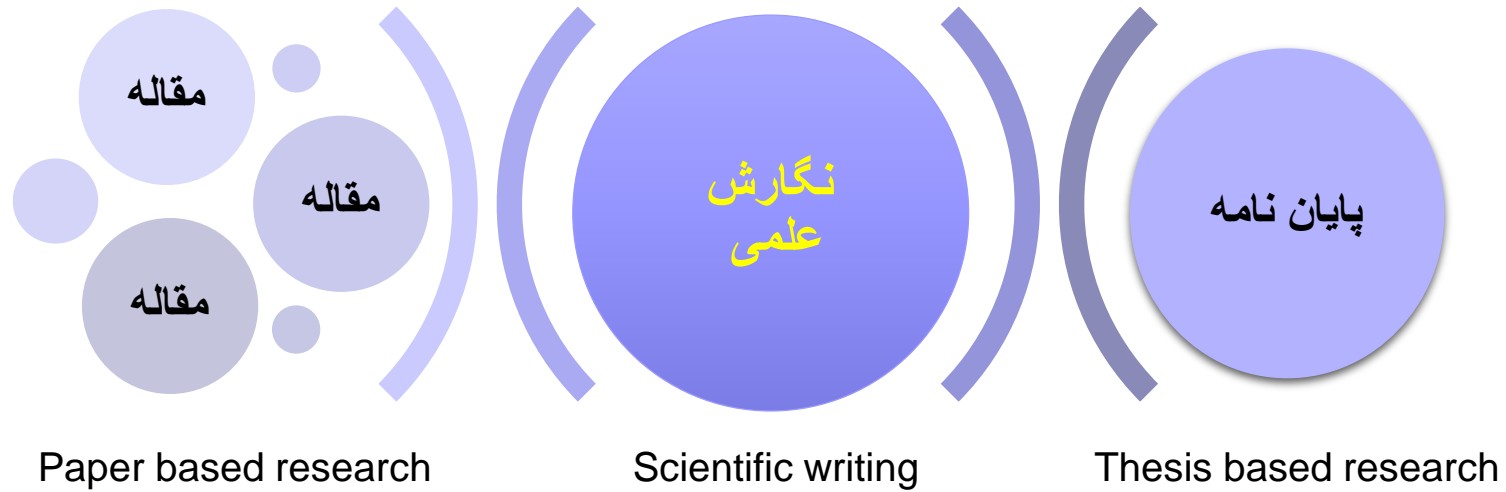 مقاله
مقاله
مقاله
نگارش
علمی
پایان نامه
Paper based research
Scientific writing
Thesis based research